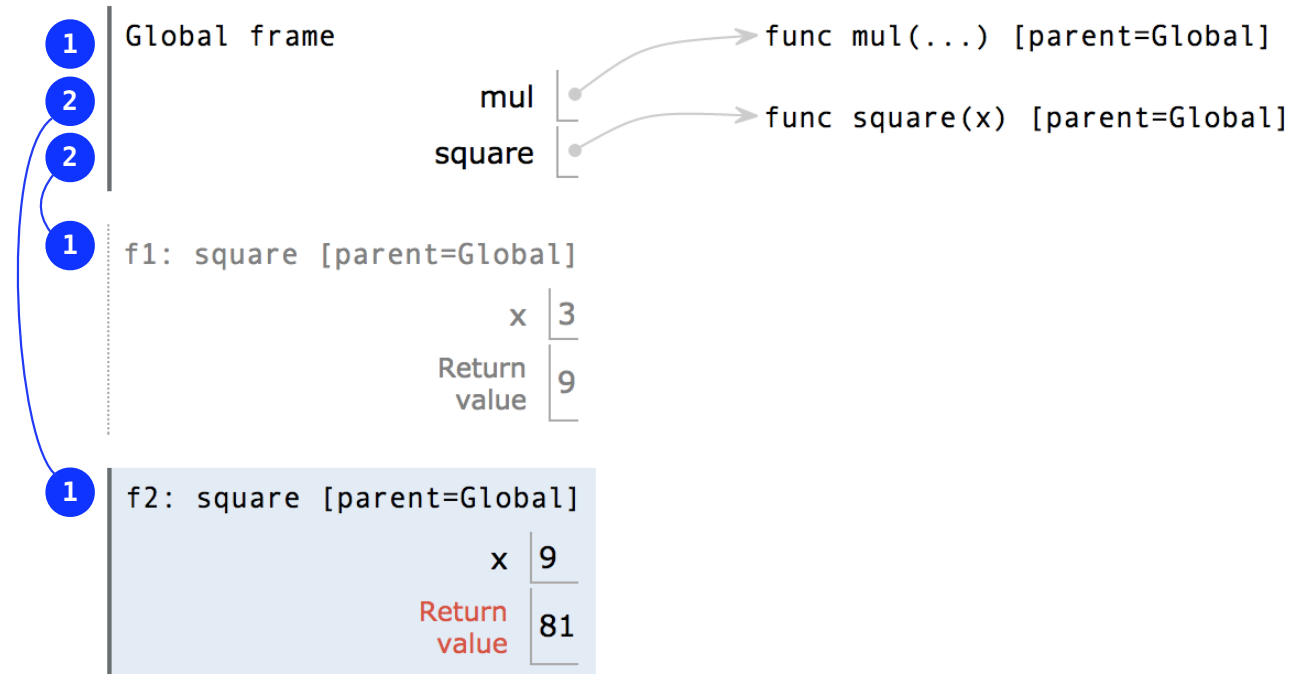 1 Global frame func mul(...) [parent=Global]
2 mul
func square(x) [parent=Global]
2 square
1 f1: square [parent=Global]
x 3
Return
value 9
1 f2: square [parent=Global]
x 9
Return
value 81